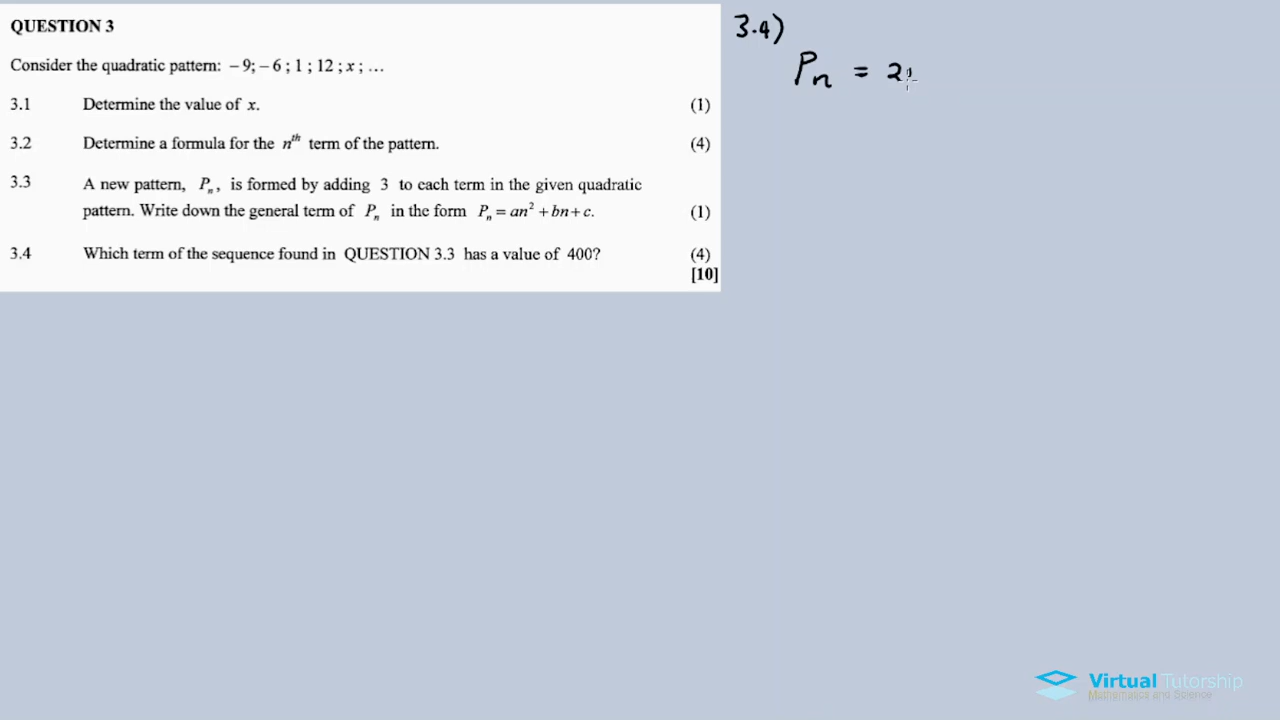 QUESTION 3
Consider the quadratic pattern: – 9; – 6 ; 1 ; 12 ; x ; …
3.1 Determine the value of x. (1)
3.2 Determine a formula for the nᵗʰ term of the pattern. (4)
3.3 A new pattern, Pₙ, is formed by adding 3 to each term in the given quadratic
pattern. Write down the general term of Pₙ in the form Pₙ = an² + bn + c. (1)
3.4 Which term of the sequence found in QUESTION 3.3 has a value of 400? (4)
[10]
3.4)
Pn = 2
Virtual Tutorship
Mathematics and Science